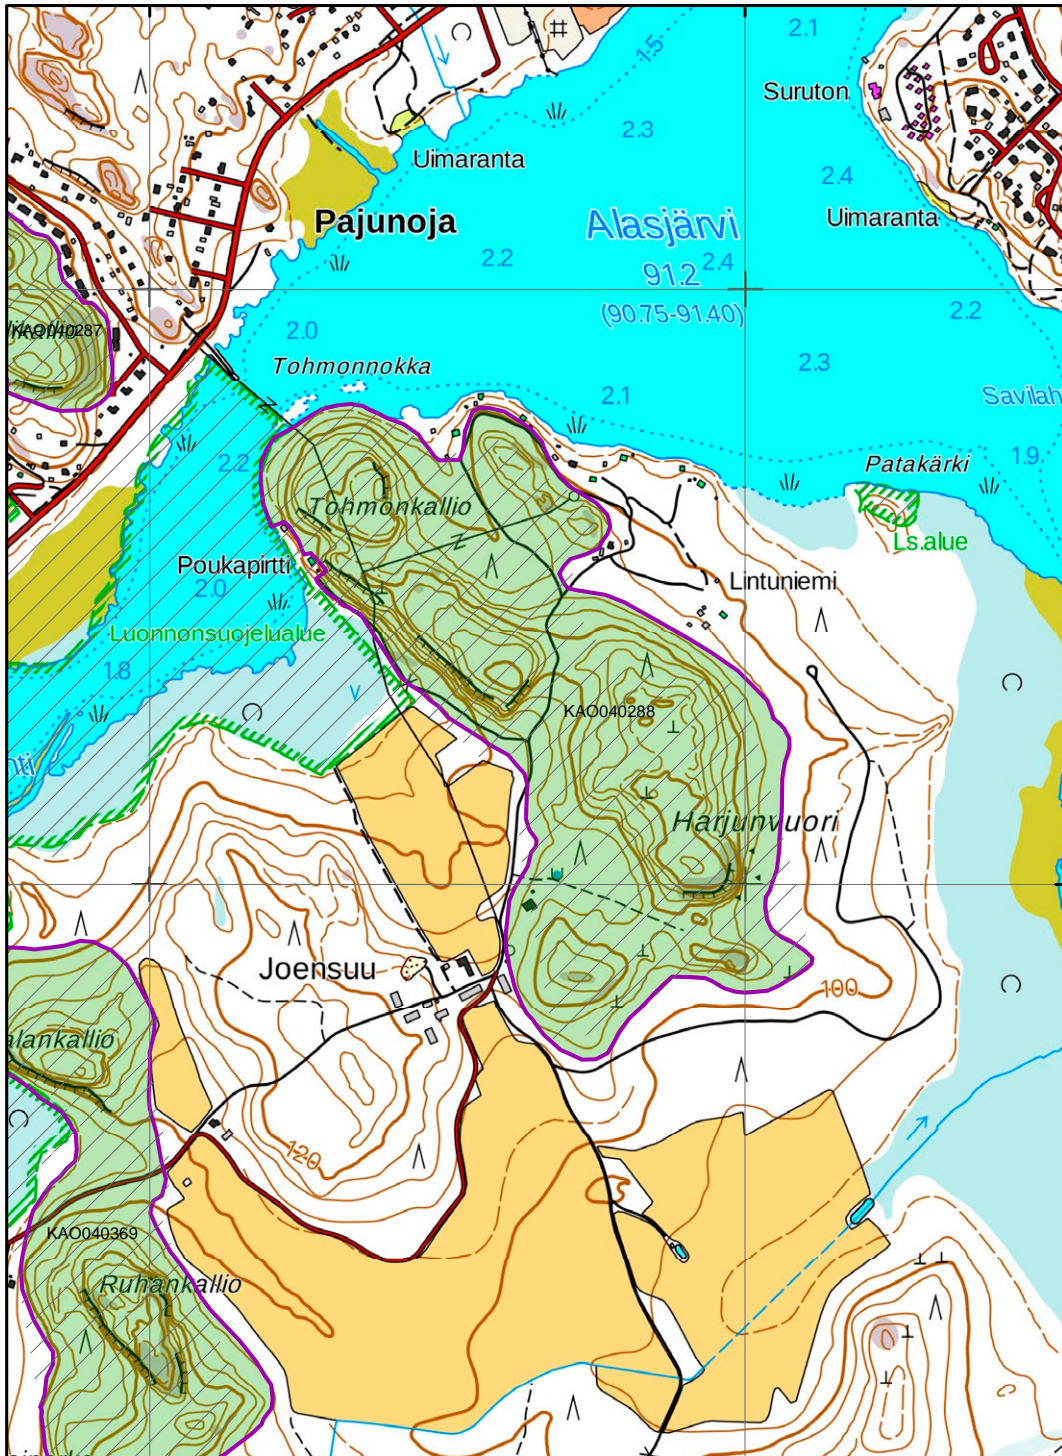 2.1
1.5
Suruton
2.3
Uimaranta
2.4
Uimaranta
Pajunoja
Alasjärvi
2.2
2.4
91.2
(90.75-91.40)
2.2
KAO040287
2.0
Tohmonnokka
2.3
2.1
Savilah
1.9
2.2
Patakärki
Tohmonkallio
Ls.alue
Poukapirtti
2.0
Lintuniemi
Luonnonsuojelualue
1.8
KAO040288
Harjunvuori
Joensuu
100
alankallio
120
KAO040369
Ruhankallio